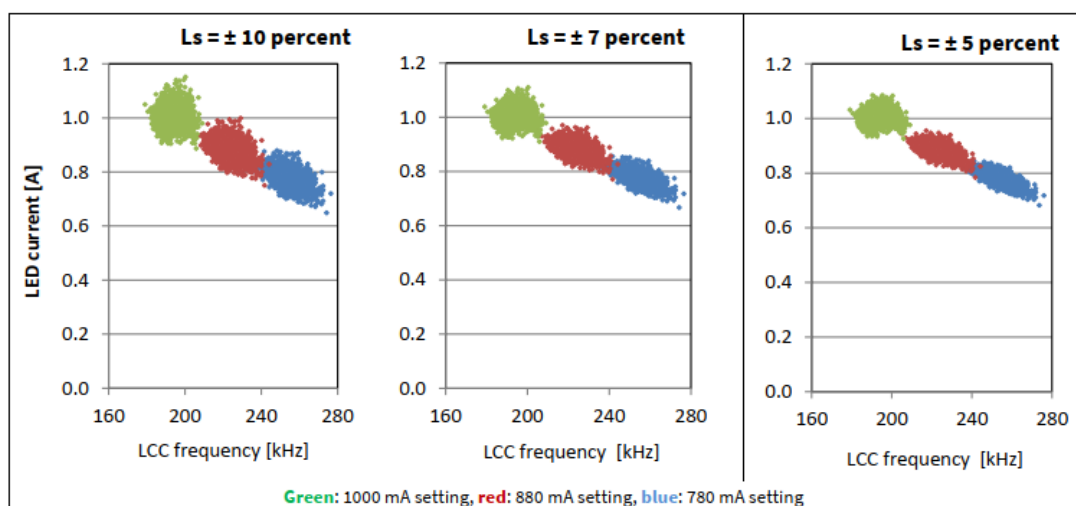 Ls = ± 10 percent
Ls = ± 7 percent
Ls = ± 5 percent
LED current [A]
1.2
1.0
0.8
0.6
0.4
0.2
0.0
160 200 240 280
LCC frequency [kHz]
1.2
1.0
0.8
0.6
0.4
0.2
0.0
160 200 240 280
LCC frequency [kHz]
1.2
1.0
0.8
0.6
0.4
0.2
0.0
160 200 240 280
LCC frequency [kHz]
Green: 1000 mA setting, red: 880 mA setting, blue: 780 mA setting